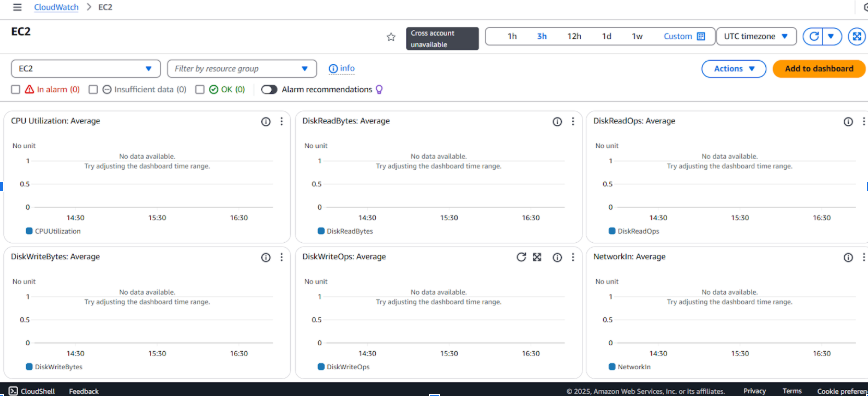 CloudWatch > EC2
EC2
Cross account
unavailable
1h 3h 12h 1d 1w Custom UTC timezone
EC2 Filter by resource group info Actions Add to dashboard
In alarm (0) Insufficient data (0) OK (0) Alarm recommendations
CPU Utilization: Average
No unit
1
No data available.
Try adjusting the dashboard time range.
0.5
0
14:30 15:30 16:30
CPUUtilization
DiskReadBytes: Average
No unit
1
No data available.
Try adjusting the dashboard time range.
0.5
0
14:30 15:30 16:30
DiskReadBytes
DiskReadOps: Average
No unit
1
No data available.
Try adjusting the dashboard time range.
0.5
0
14:30 15:30 16:30
DiskReadOps
DiskWriteBytes: Average
No unit
1
No data available.
Try adjusting the dashboard time range.
0.5
0
14:30 15:30 16:30
DiskWriteBytes
DiskWriteOps: Average
No unit
1
No data available.
Try adjusting the dashboard time range.
0.5
0
14:30 15:30 16:30
DiskWriteOps
NetworkIn: Average
No unit
1
No data available.
Try adjusting the dashboard time range.
0.5
0
14:30 15:30 16:30
NetworkIn
CloudShell Feedback © 2025, Amazon Web Services, Inc. or its affiliates. Privacy Terms Cookie preferen